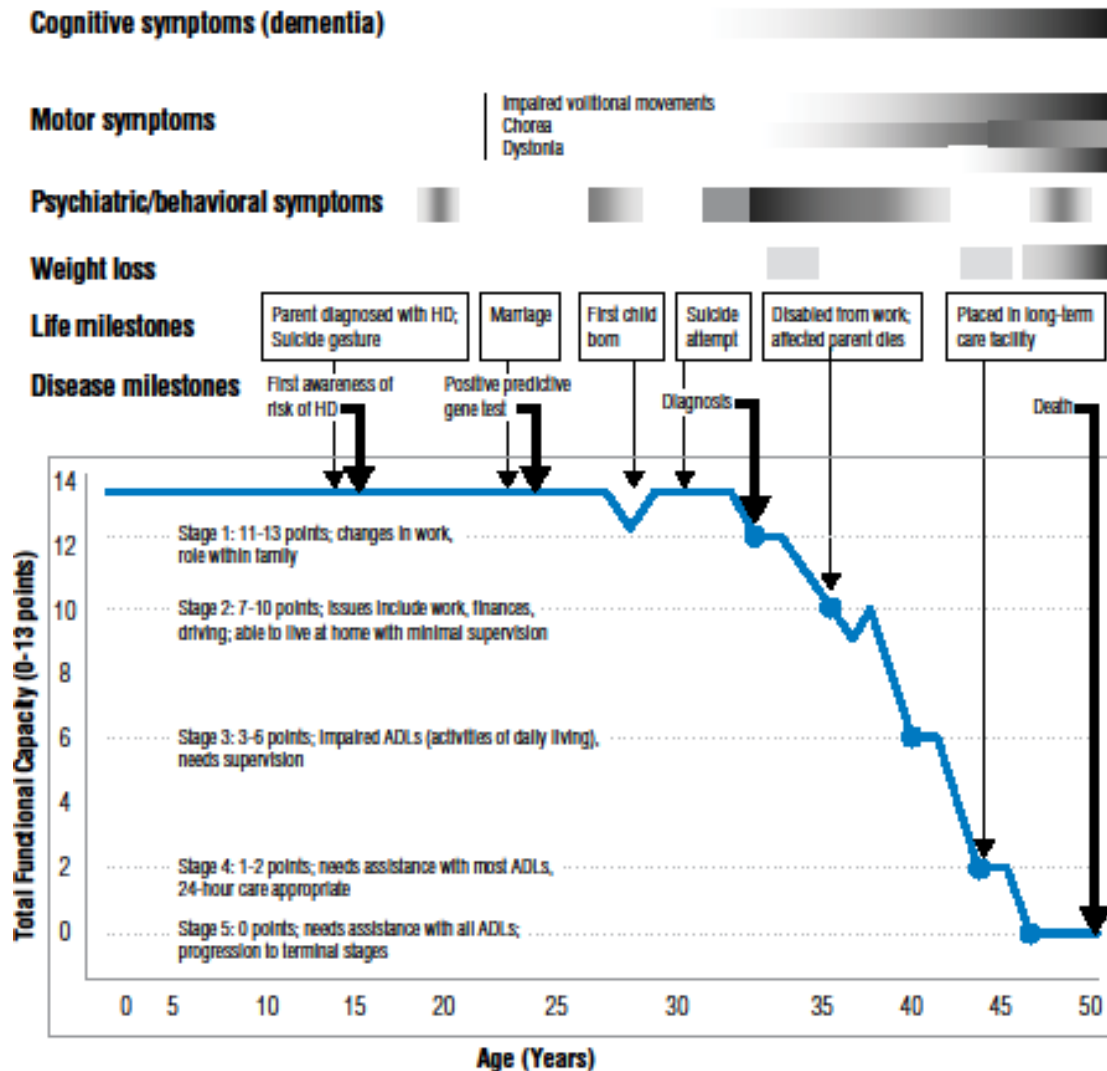 Cognitive symptoms (dementia)
Motor symptoms
Impaired volitional movements
Chorea
Dystonia
Psychiatric/behavioral symptoms
Weight loss
Life milestones
Parent diagnosed with HD;
Suicide gesture
Marriage
First child
born
Suicide
attempt
Disabled from work;
affected parent dies
Placed in long-term
care facility
Disease milestones
First awareness of
risk of HD
Positive predictive
gene test
Diagnosis
Death
Total Functional Capacity (0-13 points)
14
12
10
8
6
4
2
0
Stage 1: 11-13 points; changes in work,
role within family
Stage 2: 7-10 points; issues include work, finances,
driving; able to live at home with minimal supervision
Stage 3: 3-6 points; impaired ADLs (activities of daily living),
needs supervision
Stage 4: 1-2 points; needs assistance with most ADLs,
24-hour care appropriate
Stage 5: 0 points; needs assistance with all ADLs;
progression to terminal stages
0 5 10 15 20 25 30 35 40 45 50
Age (Years)